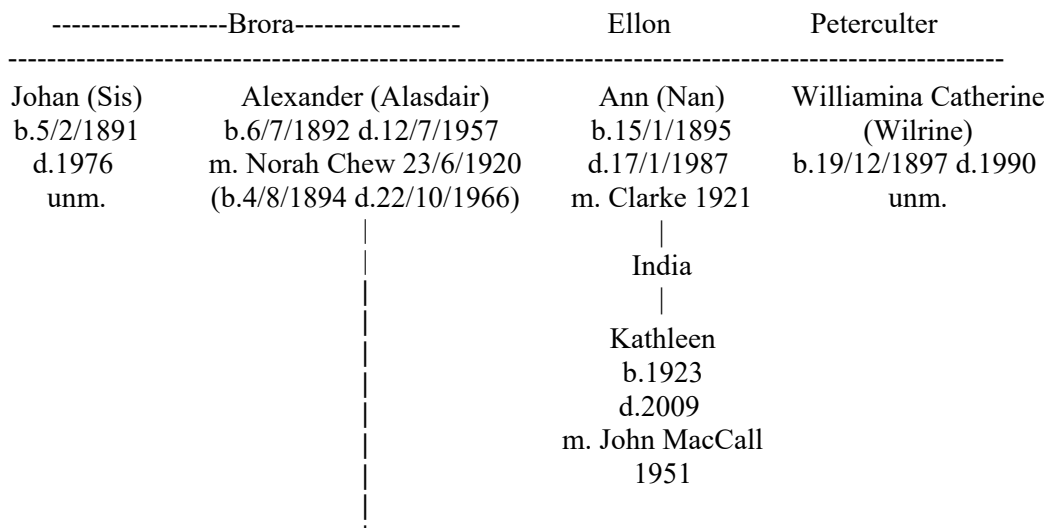 ------------------Brora----------------- Ellon Peterculter
-------------------------------------------------------------------------------------------------------
Johan (Sis) Alexander (Alasdair) Ann (Nan) Williamina Catherine
b.5/2/1891 b.6/7/1892 d.12/7/1957 b.15/1/1895 (Wilrine)
d.1976 m. Norah Chew 23/6/1920 d.17/1/1987 b.19/12/1897 d.1990
unm. (b.4/8/1894 d.22/10/1966) m. Clarke 1921 unm.
India
Kathleen
b.1923
d.2009
m. John MacCall
1951